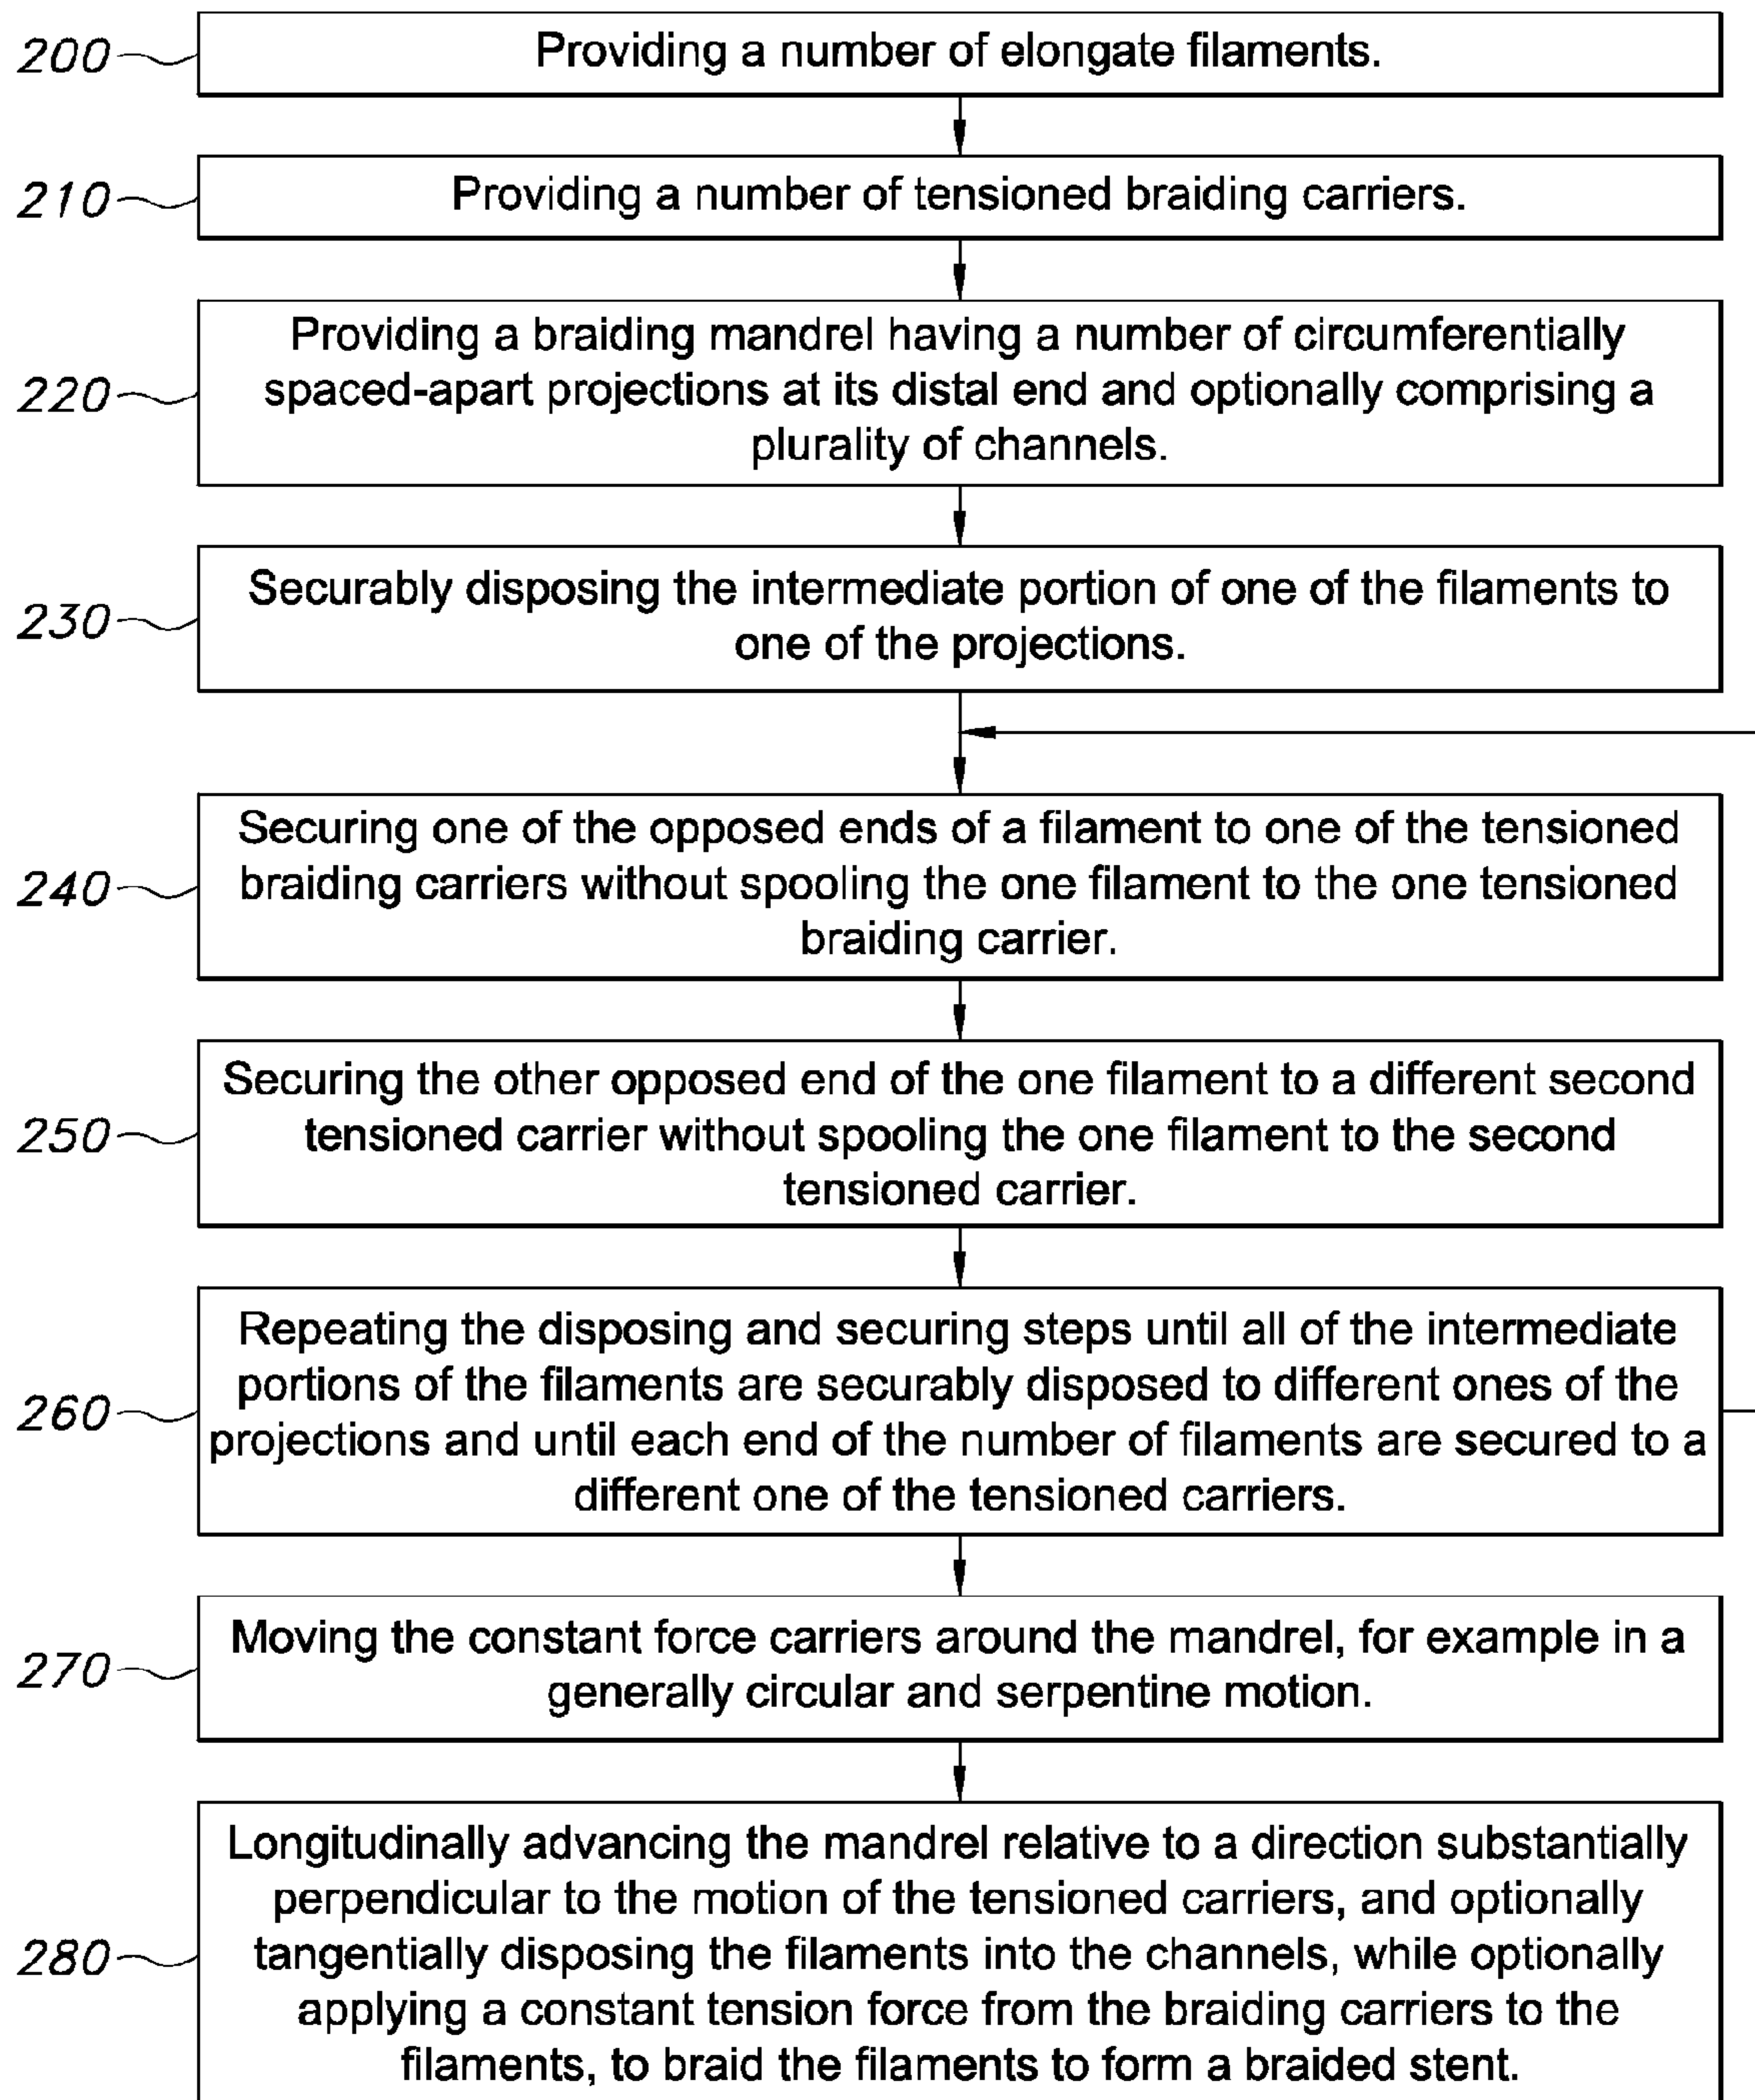 200
Providing a number of elongate filaments.
210
Providing a number of tensioned braiding carriers.
220
Providing a braiding mandrel having a number of circumferentially
spaced-apart projections at its distal end and optionally comprising a
plurality of channels.
230
Securably disposing the intermediate portion of one of the filaments to
one of the projections.
240
Securing one of the opposed ends of a filament to one of the tensioned
braiding carriers without spooling the one filament to the one tensioned
braiding carrier.
250
Securing the other opposed end of the one filament to a different second
tensioned carrier without spooling the one filament to the second
tensioned carrier.
260
Repeating the disposing and securing steps until all of the intermediate
portions of the filaments are securably disposed to different ones of the
projections and until each end of the number of filaments are secured to a
different one of the tensioned carriers.
270
Moving the constant force carriers around the mandrel, for example in a
generally circular and serpentine motion.
280
Longitudinally advancing the mandrel relative to a direction substantially
perpendicular to the motion of the tensioned carriers, and optionally
tangentially disposing the filaments into the channels, while optionally
applying a constant tension force from the braiding carriers to the
filaments, to braid the filaments to form a braided stent.